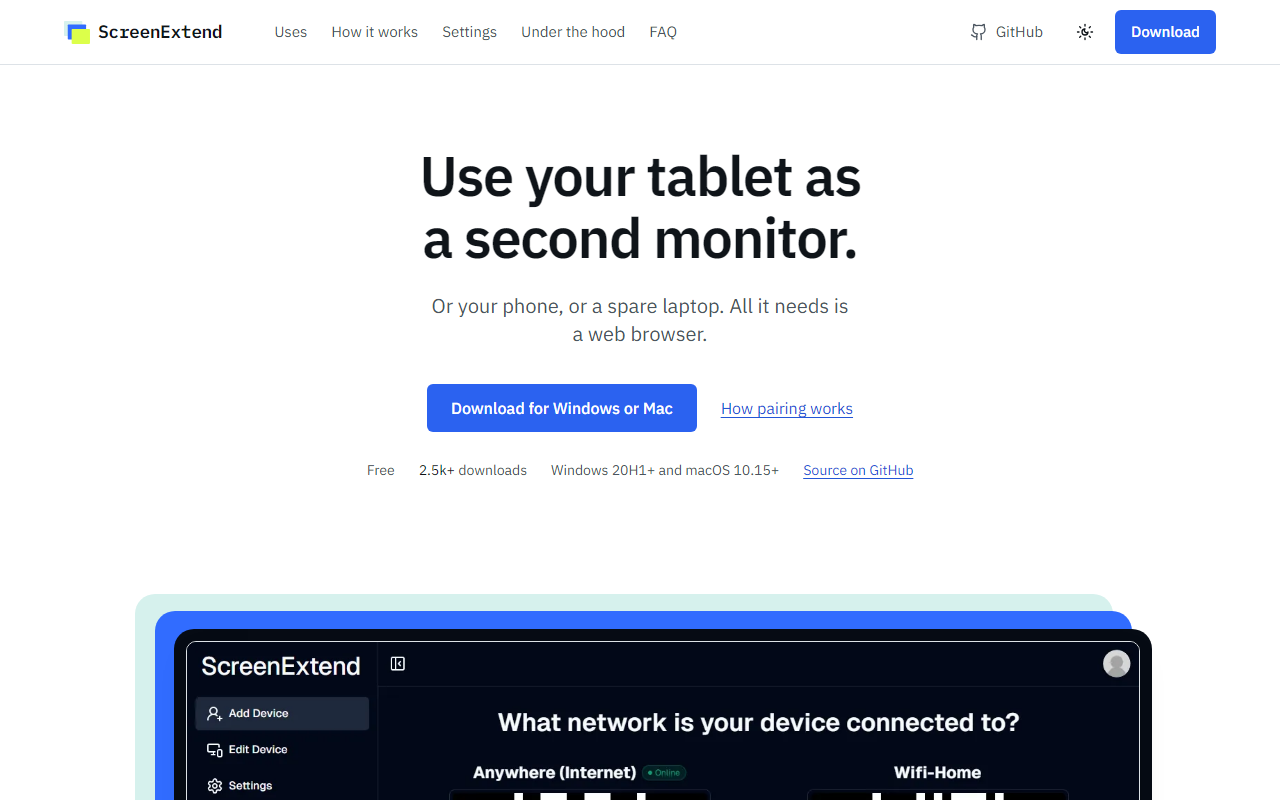 ScreenExtend
Uses
How it works
Settings
Under the hood
FAQ
GitHub
Download
Use your tablet as
a second monitor.
Or your phone, or a spare laptop. All it needs is
a web browser.
Download for Windows or Mac
How pairing works
Free
2.5k+ downloads
Windows 20H1+ and macOS 10.15+
Source on GitHub
ScreenExtend
Add Device
Edit Device
Settings
What network is your device connected to?
Anywhere (Internet)
Online
Wifi-Home